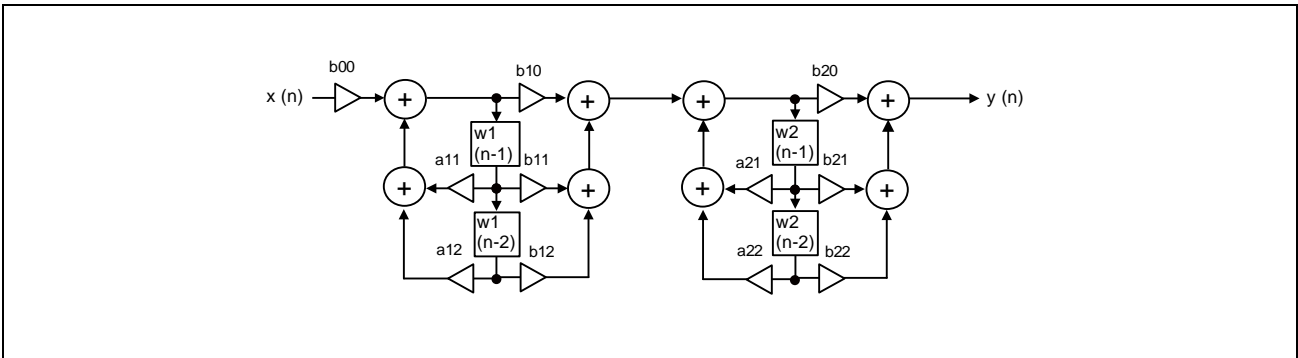 b00
b10
b20
x (n)
+
+
+
+
y (n)
w1
(n-1)
w2
(n-1)
a11
b11
a21
b21
+
+
+
+
w1
(n-2)
w2
(n-2)
a12
b12
a22
b22